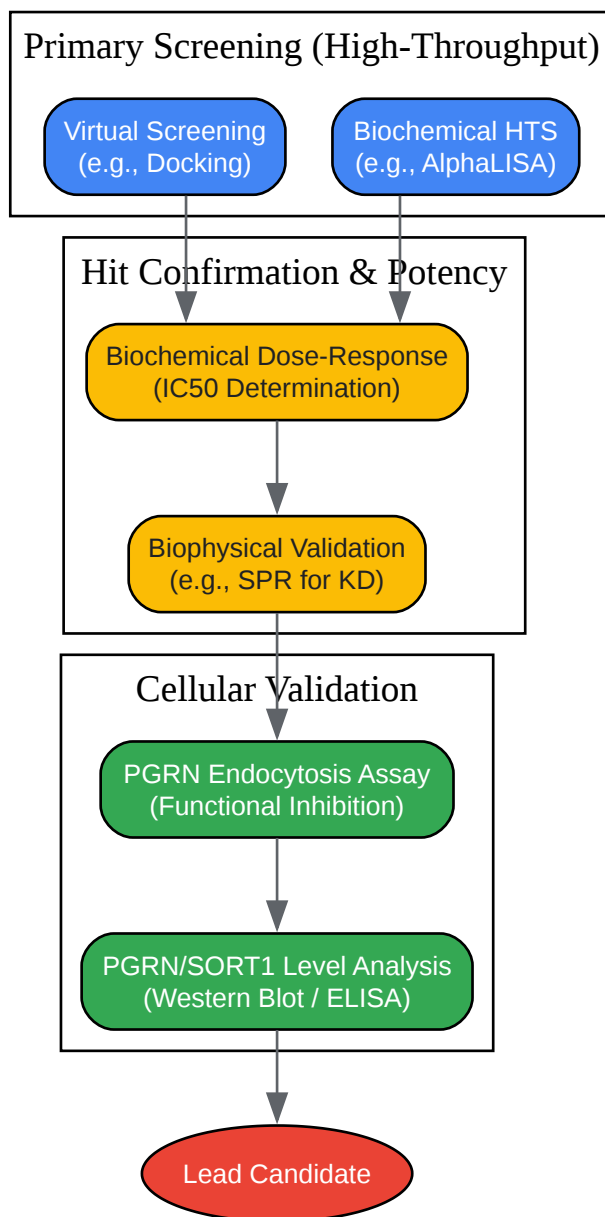 Primary Screening (High-Throughput)
Virtual Screening
(e.g., Docking)
Biochemical HTS
(e.g., AlphaLISA)
Hit Confirmation & Potency
Biochemical Dose-Response
(IC50 Determination)
Biophysical Validation
(e.g., SPR for KD)
Cellular Validation
PGRN Endocytosis Assay
(Functional Inhibition)
PGRN/SORT1 Level Analysis
(Western Blot / ELISA)
Lead Candidate